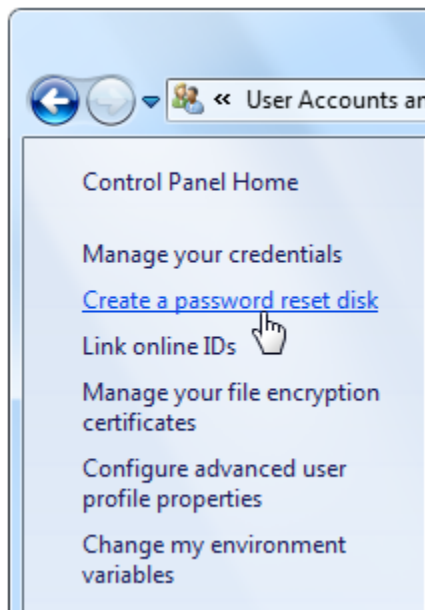 « User Accounts an
Control Panel Home
Manage your credentials
Create a password reset disk
Link online IDs
Manage your file encryption
certificates
Configure advanced user
profile properties
Change my environment
variables